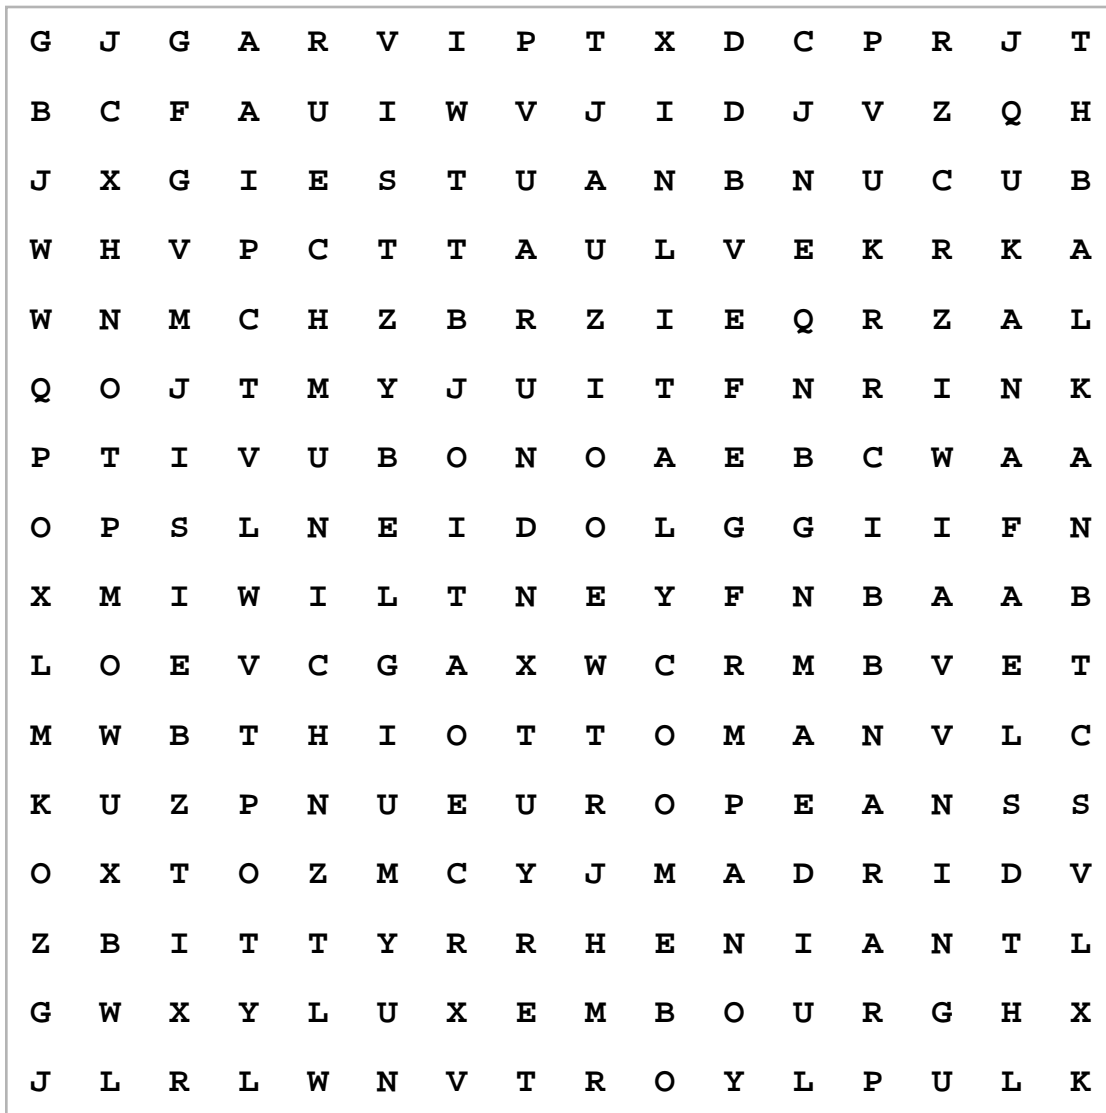 G J G A R V I P T X D C P R J T
B C F A U I W V J I D J V Z Q H
J X G I E S T U A N B N U C U B
W H V P C T T A U L V E K R K A
W N M C H Z B R Z I E Q R Z A L
Q O J T M Y J U I T F N R I N K
P T I V U B O N O A E B C W A A
O P S L N E I D O L G G I I F N
X M I W I L T N E Y F N B A A B
L O E V C G A X W C R M B V E T
M W B T H I O T T O M A N V L C
K U Z P N U E U R O P E A N S S
O X T O Z M C Y J M A D R I D V
Z B I T T Y R R H E N I A N T L
G W X Y L U X E M B O U R G H X
J L R L W N V T R O Y L P U L K